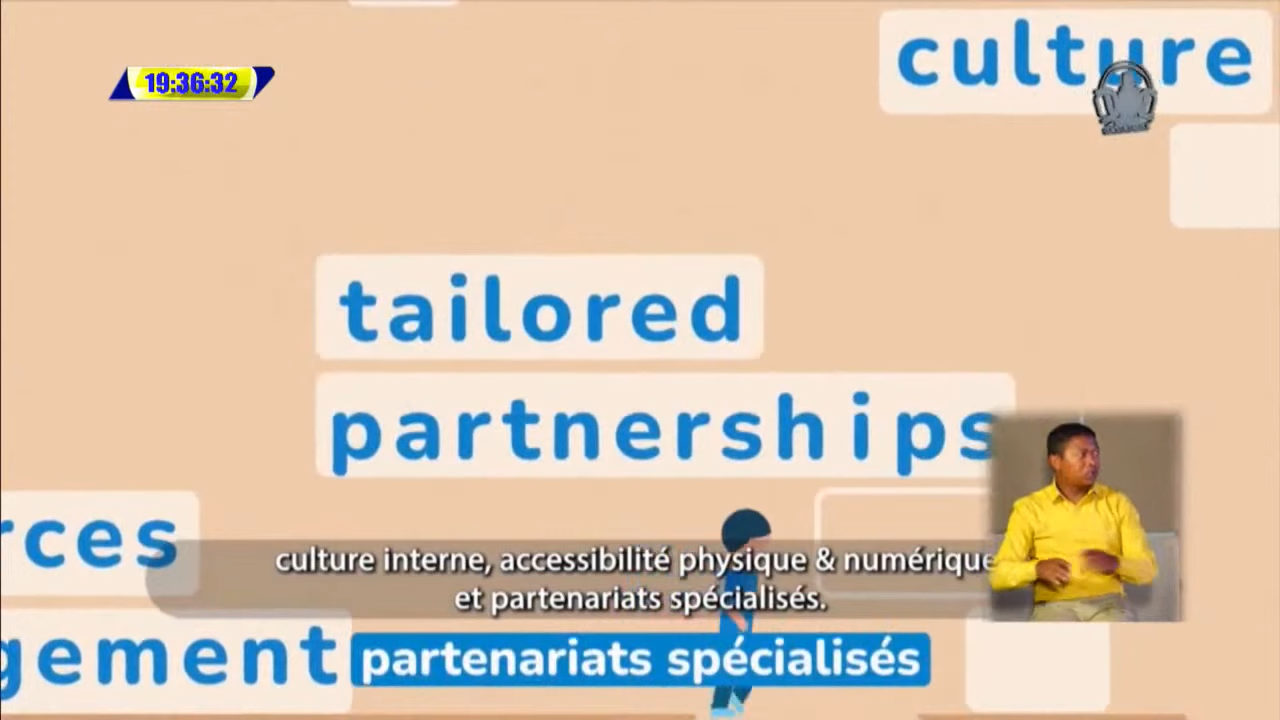 culture
19:36:32
tailored
partnerships
rces
culture interne, accessibilité physique & numérique
et partenariats spécialisés.
gement
partenariats spécialisés